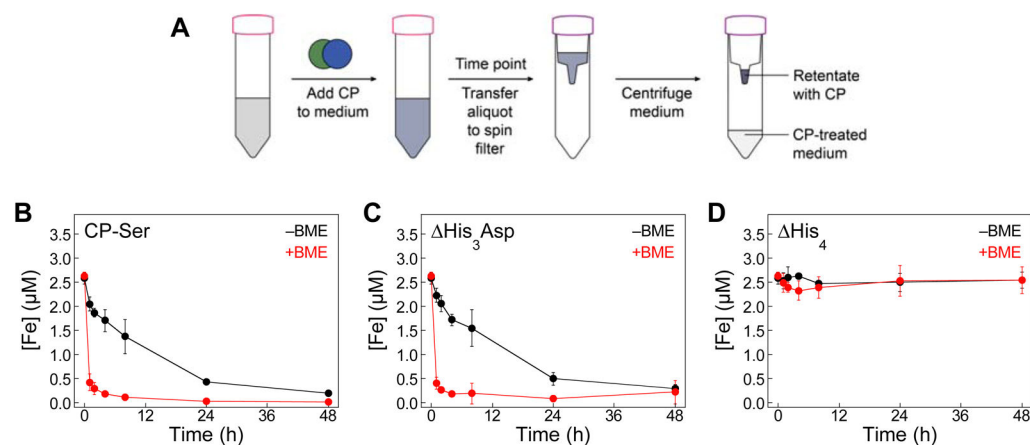 A
Add CP
to medium
Time point
Transfer
aliquot
to spin
filter
Centrifuge
medium
Retentate
with CP
CP-treated
medium
B
CP-Ser
–BME
+BME
[Fe] (μM)
3.5
3.0
2.5
2.0
1.5
1.0
0.5
0.0
0 12 24 36 48
Time (h)
C
ΔHis₃Asp
–BME
+BME
[Fe] (μM)
3.5
3.0
2.5
2.0
1.5
1.0
0.5
0.0
0 12 24 36 48
Time (h)
D
ΔHis₄
–BME
+BME
[Fe] (μM)
3.5
3.0
2.5
2.0
1.5
1.0
0.5
0.0
0 12 24 36 48
Time (h)